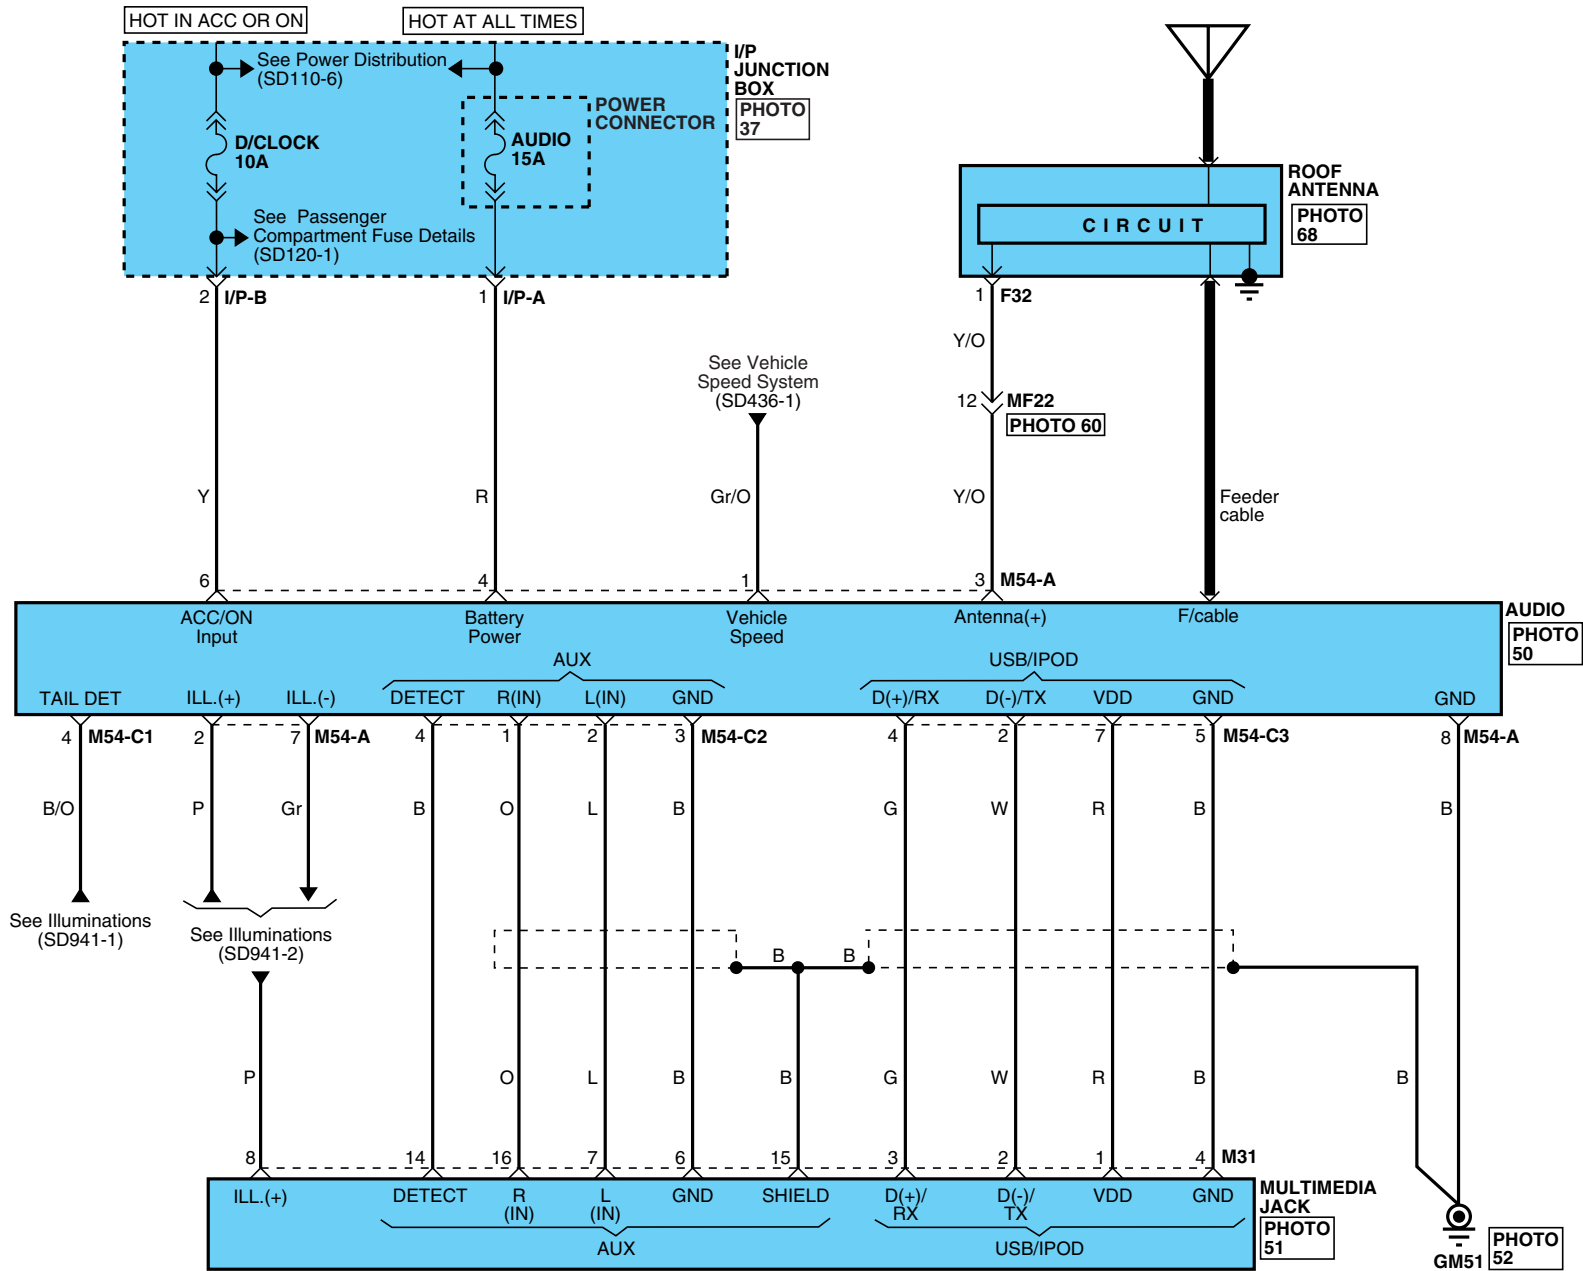 HOT IN ACC OR ON
HOT AT ALL TIMES
See Power Distribution
(SD110-6)
I/P
JUNCTION
BOX
PHOTO
37
POWER
CONNECTOR
D/CLOCK
10A
AUDIO
15A
See Passenger
Compartment Fuse Details
(SD120-1)
ROOF
ANTENNA
PHOTO
68
CIRCUIT
2 I/P-B
1 I/P-A
1 F32
Y/O
See Vehicle
Speed System
(SD436-1)
12 MF22
PHOTO 60
Y
R
Gr/O
Y/O
Feeder
cable
6
4
1
3 M54-A
ACC/ON
Input
Battery
Power
Vehicle
Speed
Antenna(+)
F/cable
AUDIO
PHOTO
50
AUX
USB/IPOD
TAIL DET
ILL.(+)
ILL.(-)
DETECT
R(IN)
L(IN)
GND
D(+)/RX
D(-)/TX
VDD
GND
GND
4 M54-C1
2
7 M54-A
4
1
2
3 M54-C2
4
2
7
5 M54-C3
8 M54-A
B/O
P
Gr
B
O
L
B
G
W
R
B
B
See Illuminations
(SD941-1)
See Illuminations
(SD941-2)
B
B
P
O
L
B
B
G
W
R
B
B
8
14
16
7
6
15
3
2
1
4 M31
ILL.(+)
DETECT
R
(IN)
L
(IN)
GND
SHIELD
D(+)/
RX
D(-)/
TX
VDD
GND
AUX
USB/IPOD
MULTIMEDIA
JACK
PHOTO
51
GM51
PHOTO
52